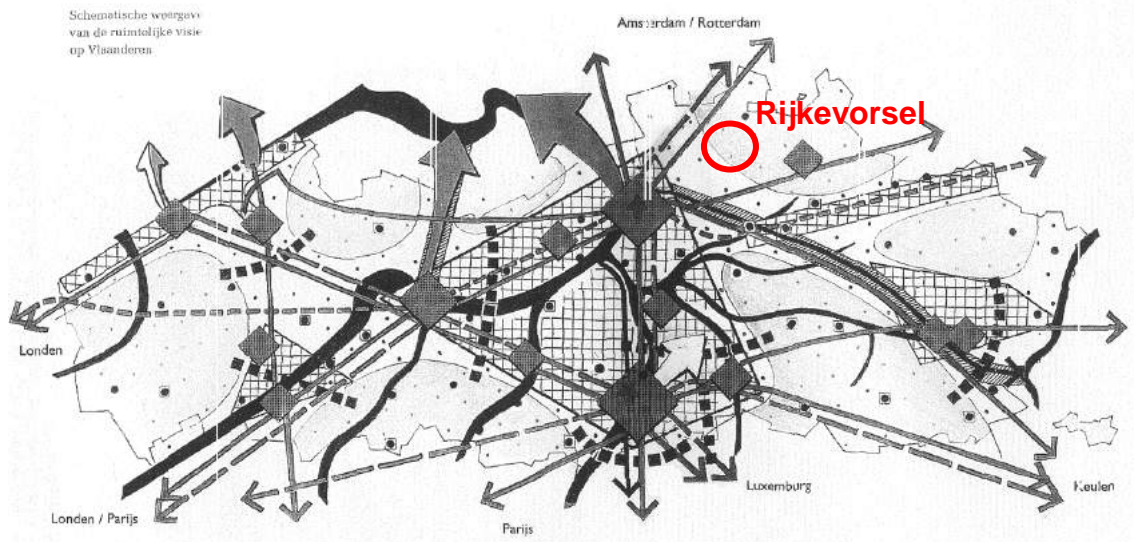 Schematische weergave
van de ruimtelijke visie
op Vlaanderen
Amsterdam / Rotterdam
Rijkevorsel
Londen
Luxemburg
Keulen
Londen / Parijs
Parijs